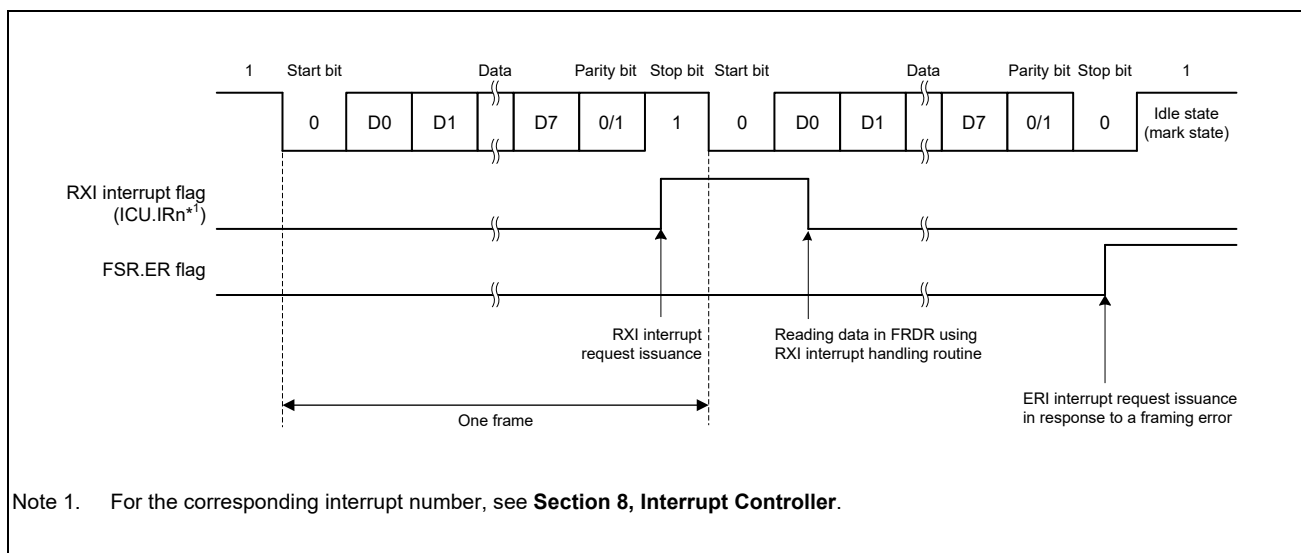 1 Start bit Data Parity bit Stop bit Start bit Data Parity bit Stop bit 1
0 D0 D1 D7 0/1 1 0 D0 D1 D7 0/1 0 Idle state
(mark state)
RXI interrupt flag
(ICU.IRn*1)
FSR.ER flag
RXI interrupt
request issuance
Reading data in FRDR using
RXI interrupt handling routine
ERI interrupt request issuance
in response to a framing error
One frame
Note 1. For the corresponding interrupt number, see Section 8, Interrupt Controller.